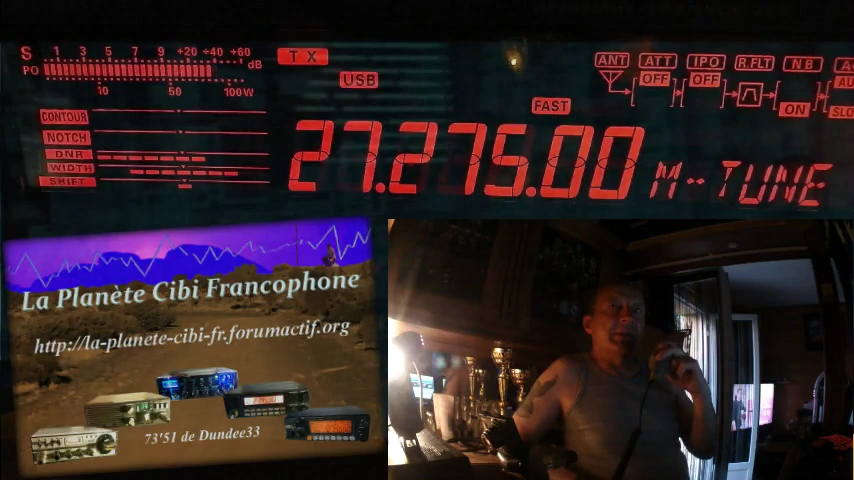 S 1 3 5 7 9 +20 +40 +60 dB
PO
10 50 100W
TX
USB
FAST
ANT ATT IPO R.FLT NB
OFF OFF ON
CONTOUR
NOTCH
DNR
WIDTH
SHIFT
27.275.00 M-- TUNE
La Planète Cibi Francophone
http://la-planete-cibi-fr.forumactif.org
73'51 de Dundee33